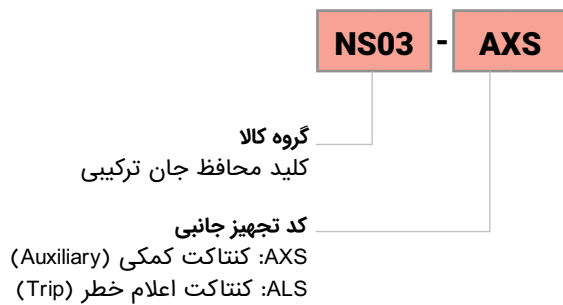 NS03 - AXS
گروه کالا
کلید محافظ جان ترکیبی
کد تجهیز جانبی
AXS: کنتاکت کمکی (Auxiliary)
ALS: کنتاکت اعلام خطر (Trip)